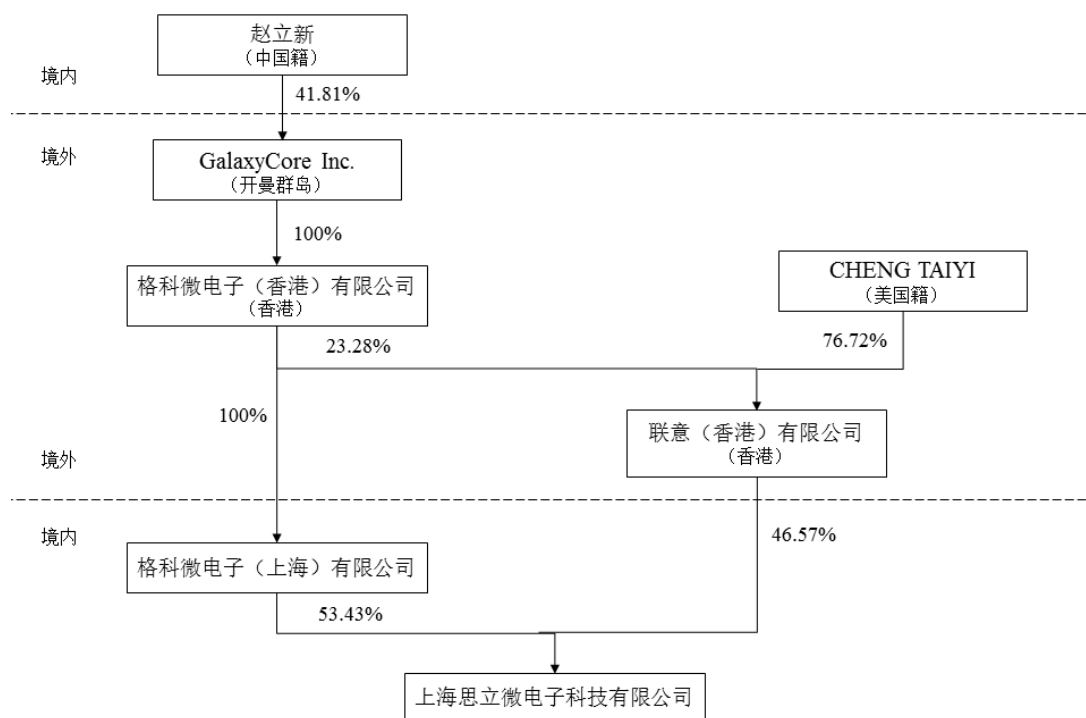 赵立新
（中国籍）
境内
41.81%
境外
GalaxyCore Inc.
（开曼群岛）
100%
格科微电子（香港）有限公司
（香港）
CHENG TAIYI
（美国籍）
23.28%
76.72%
100%
联意（香港）有限公司
（香港）
境外
境内
46.57%
格科微电子（上海）有限公司
53.43%
上海思立微电子科技有限公司